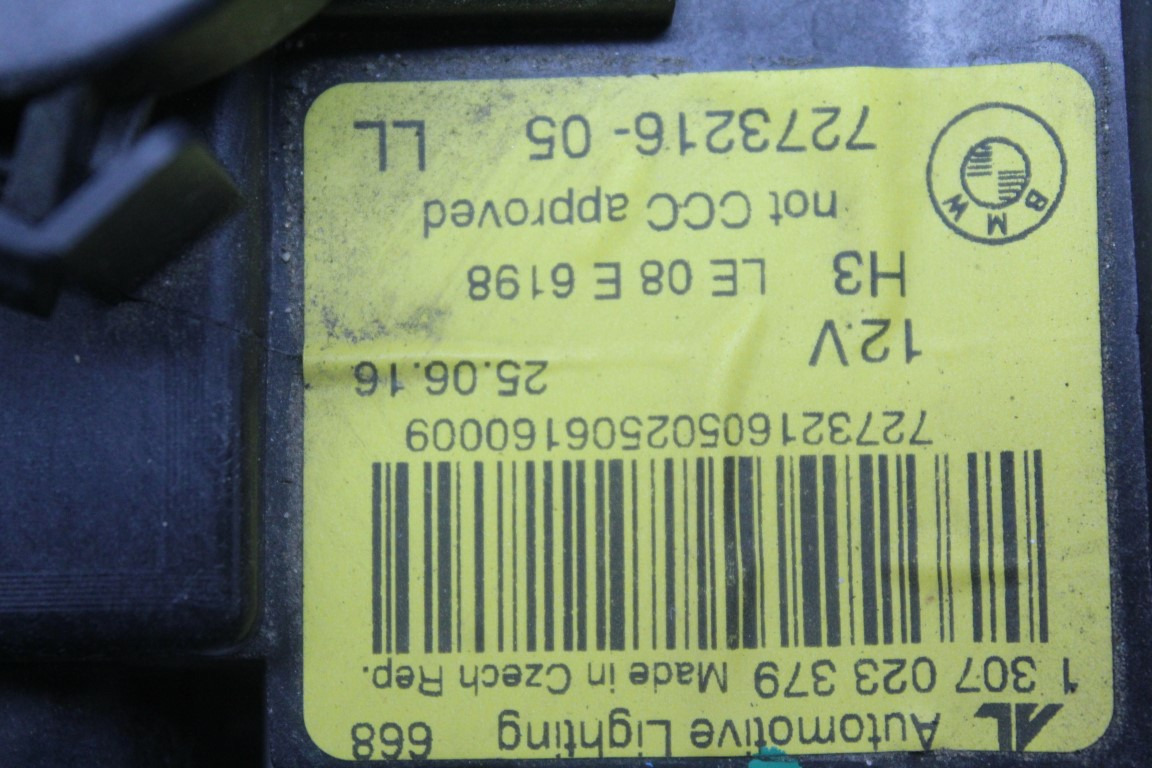 AL Automotive Lighting 668
1 307 023 379 Made in Czech Rep.
72732160502506160009
12V 25.06.16
H3 LE 08 E 6198
not CCC approved
7273216-05 LL
BMW